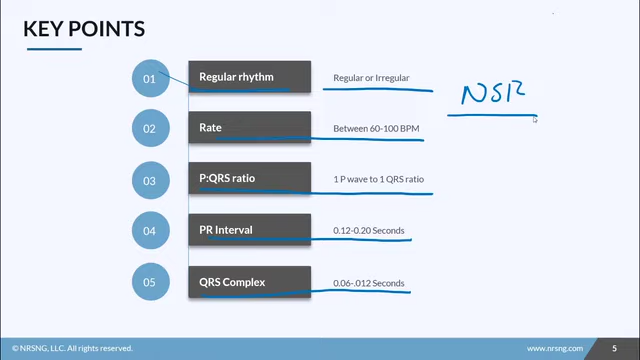 KEY POINTS
01 Regular rhythm Regular or Irregular
NSR
02 Rate Between 60-100 BPM
03 P:QRS ratio 1 P wave to 1 QRS ratio
04 PR Interval 0.12-0.20 Seconds
05 QRS Complex 0.06-.012 Seconds
© NRSNG, LLC. All rights reserved. www.nrsng.com 5